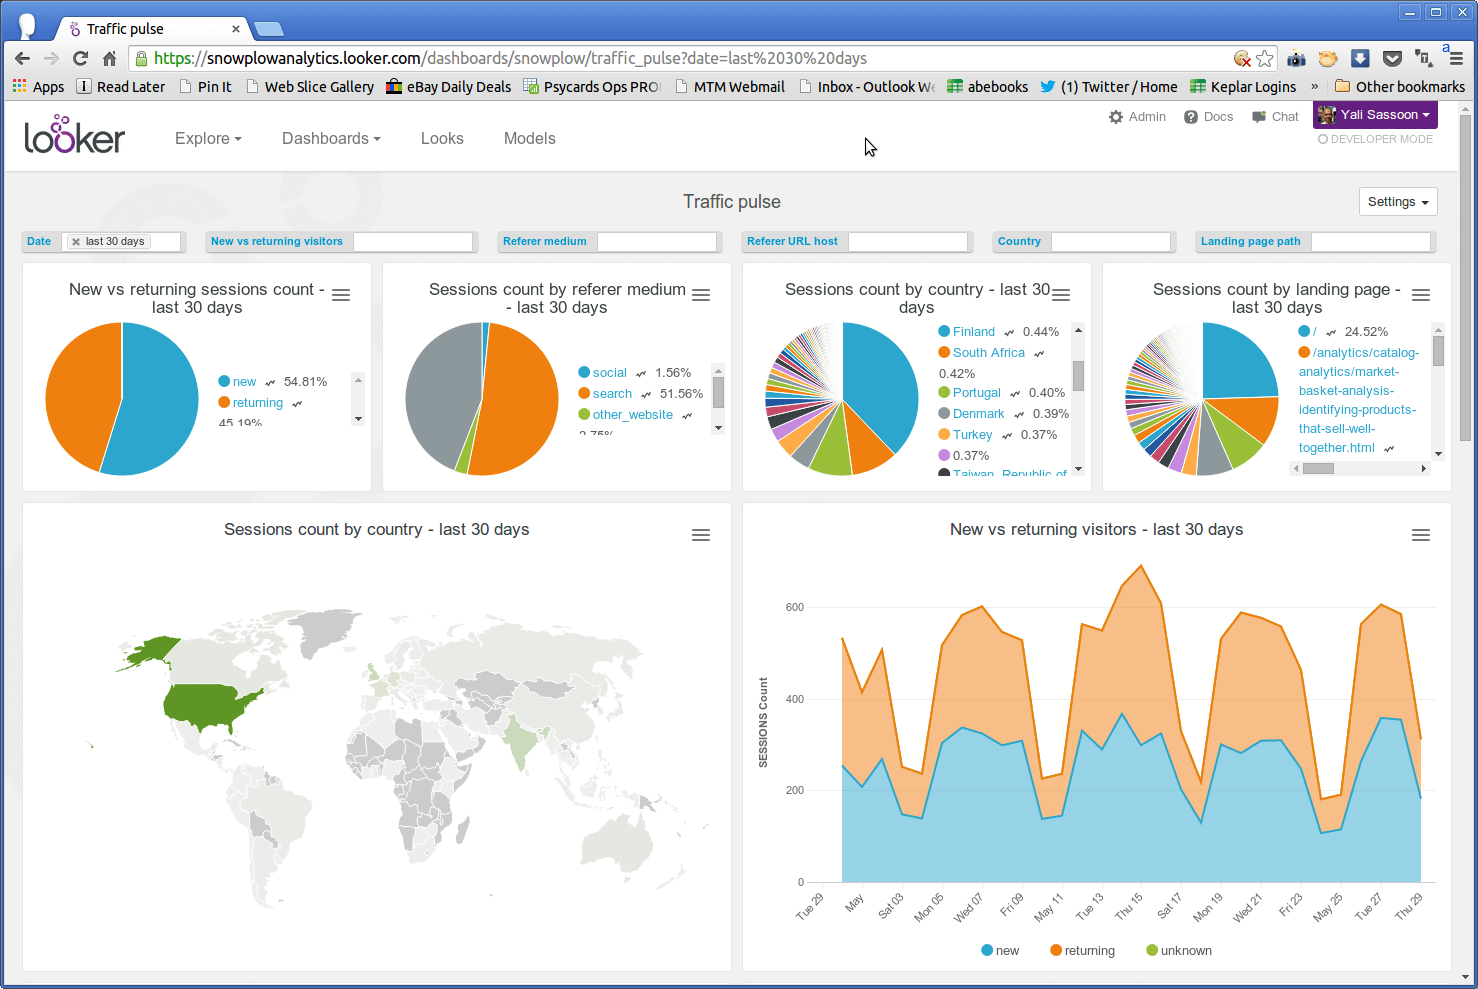 Traffic pulse
https://snowplowanalytics.looker.com/dashboards/snowplow/traffic_pulse?date=last%2030%20days
a
Apps
Read Later
Pin It
Web Slice Gallery
eBay Daily Deals
Psycards Ops PRO
MTM Webmail
Inbox - Outlook We
abebooks
(1) Twitter / Home
Keplar Logins
»
Other bookmarks
looker
Explore
Dashboards
Looks
Models
Admin
Docs
Chat
Yali Sassoon
DEVELOPER MODE
Traffic pulse
Settings
Date
last 30 days
New vs returning visitors
Referer medium
Referer URL host
Country
Landing page path
New vs returning sessions count -
last 30 days
new 54.81%
returning
45.19%
Sessions count by referer medium
- last 30 days
social 1.56%
search 51.56%
other_website
2.75%
Sessions count by country - last 30
days
Finland 0.44%
South Africa
0.42%
Portugal 0.40%
Denmark 0.39%
Turkey 0.37%
0.37%
Taiwan, Republic of
Sessions count by landing page -
last 30 days
/ 24.52%
/analytics/catalog-
analytics/market-
basket-analysis-
identifying-products-
that-sell-well-
together.html
Sessions count by country - last 30 days
New vs returning visitors - last 30 days
SESSIONS Count
600
400
200
0
Tue 29
May
Sat 03
Mon 05
Wed 07
Fri 09
May 11
Tue 13
Thu 15
Sat 17
Mon 19
Wed 21
Fri 23
May 25
Tue 27
Thu 29
new
returning
unknown